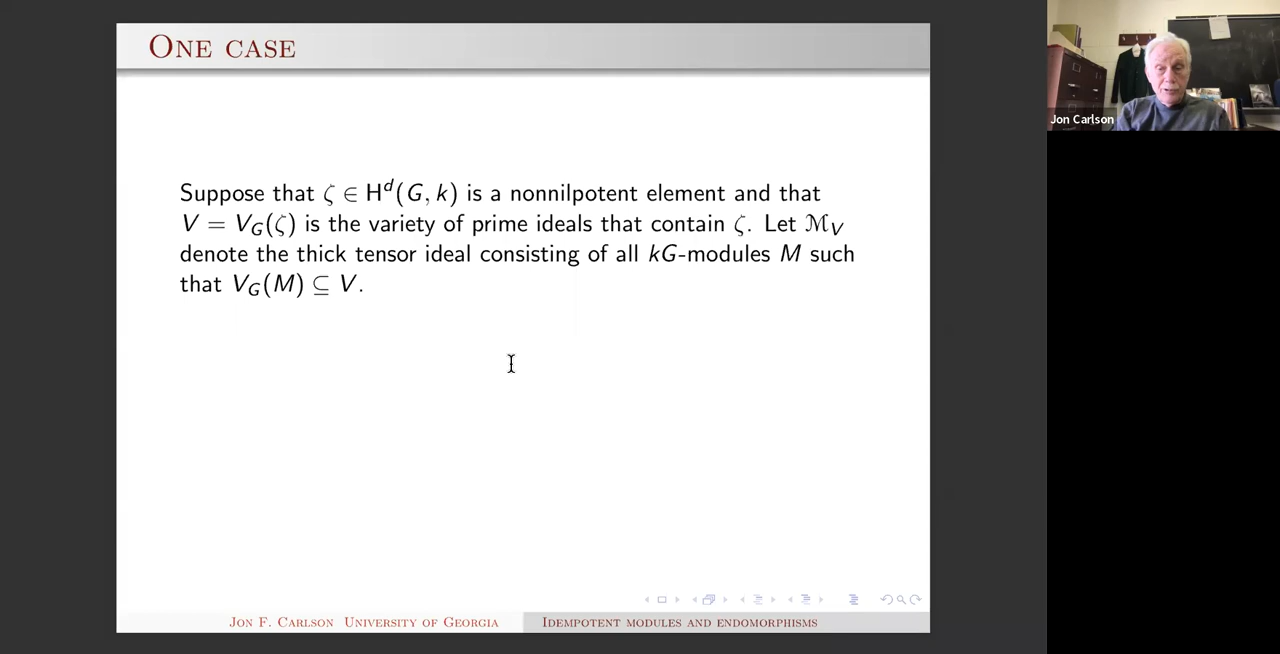 ONE CASE
Jon Carlson
Suppose that ζ ∈ H^d(G, k) is a nonnilpotent element and that
V = V_G(ζ) is the variety of prime ideals that contain ζ. Let ℳ_V
denote the thick tensor ideal consisting of all kG-modules M such
that V_G(M) ⊆ V.
JON F. CARLSON UNIVERSITY OF GEORGIA
IDEMPOTENT MODULES AND ENDOMORPHISMS